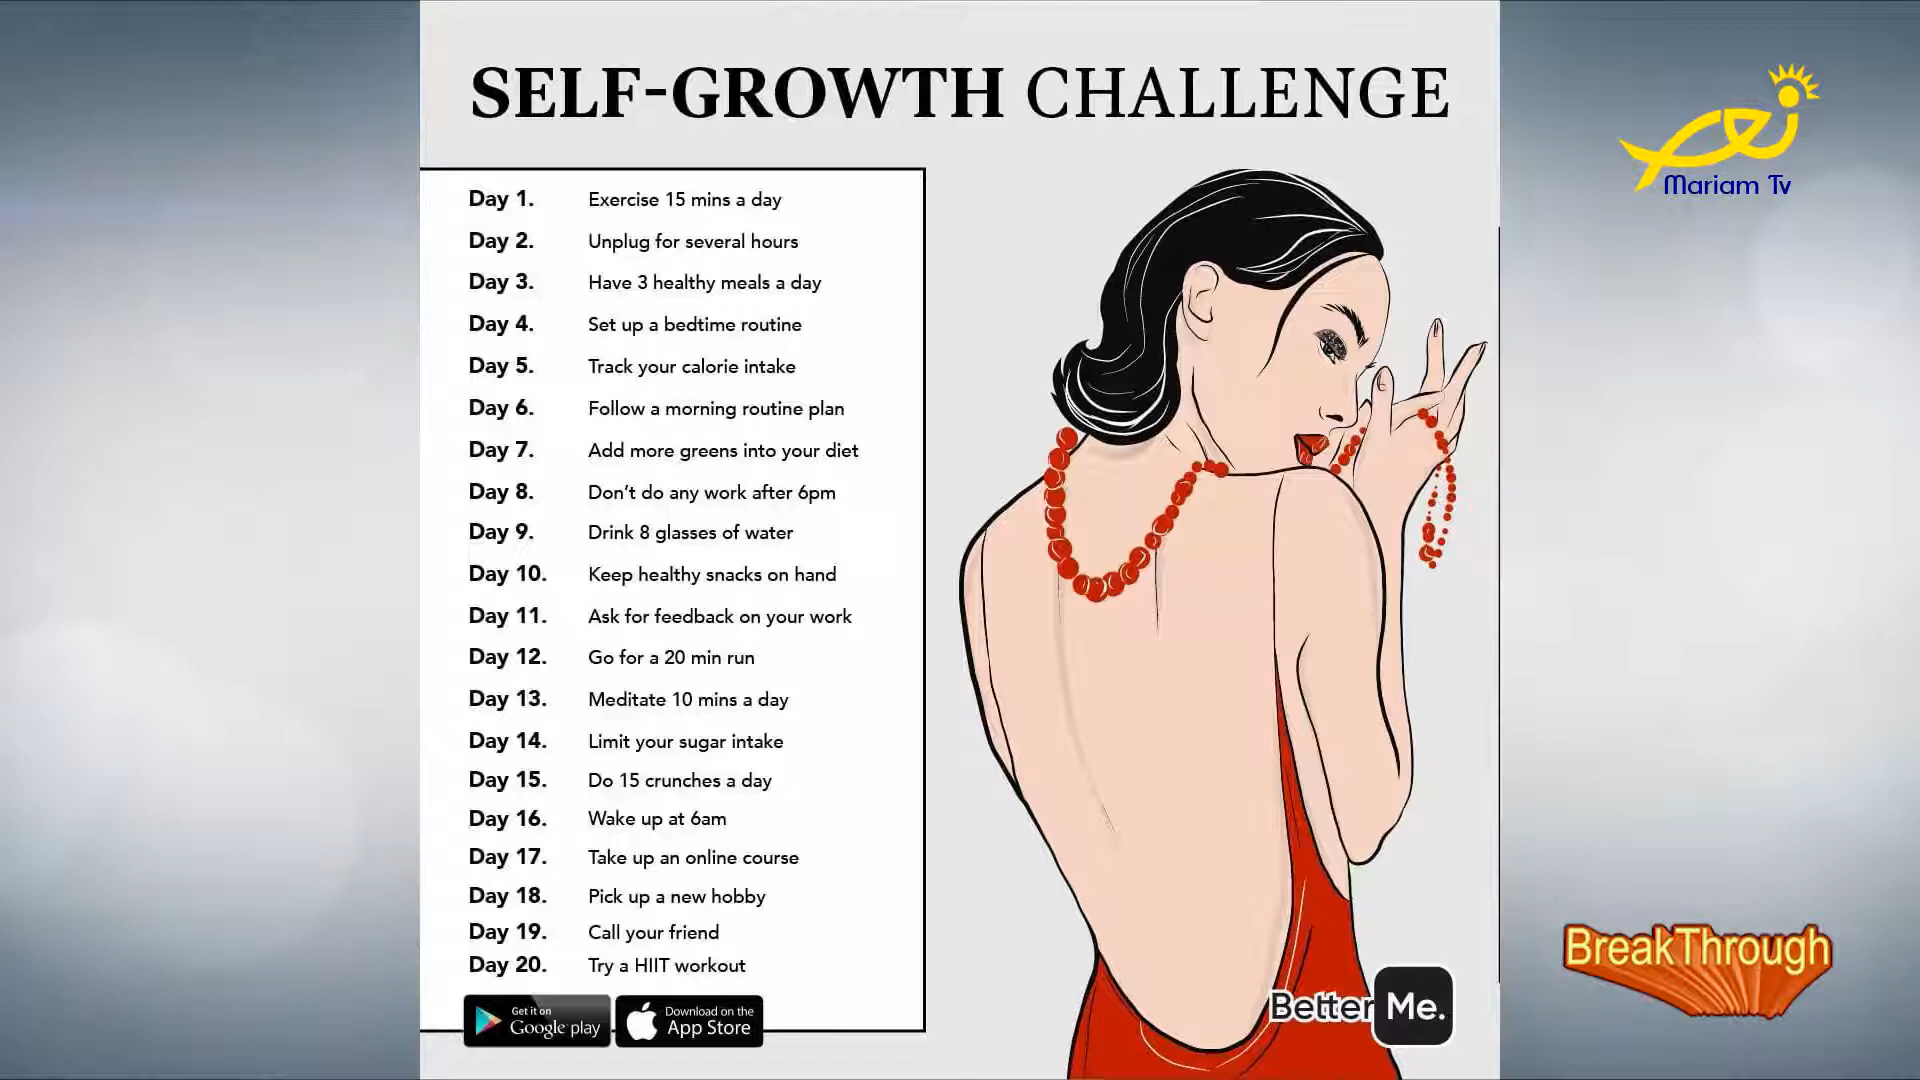 SELF-GROWTH CHALLENGE
Day 1. Exercise 15 mins a day
Day 2. Unplug for several hours
Day 3. Have 3 healthy meals a day
Day 4. Set up a bedtime routine
Day 5. Track your calorie intake
Day 6. Follow a morning routine plan
Day 7. Add more greens into your diet
Day 8. Don't do any work after 6pm
Day 9. Drink 8 glasses of water
Day 10. Keep healthy snacks on hand
Day 11. Ask for feedback on your work
Day 12. Go for a 20 min run
Day 13. Meditate 10 mins a day
Day 14. Limit your sugar intake
Day 15. Do 15 crunches a day
Day 16. Wake up at 6am
Day 17. Take up an online course
Day 18. Pick up a new hobby
Day 19. Call your friend
Day 20. Try a HIIT workout
Get it on
Google play
Download on the
App Store
Better Me.
Mariam Tv
BreakThrough